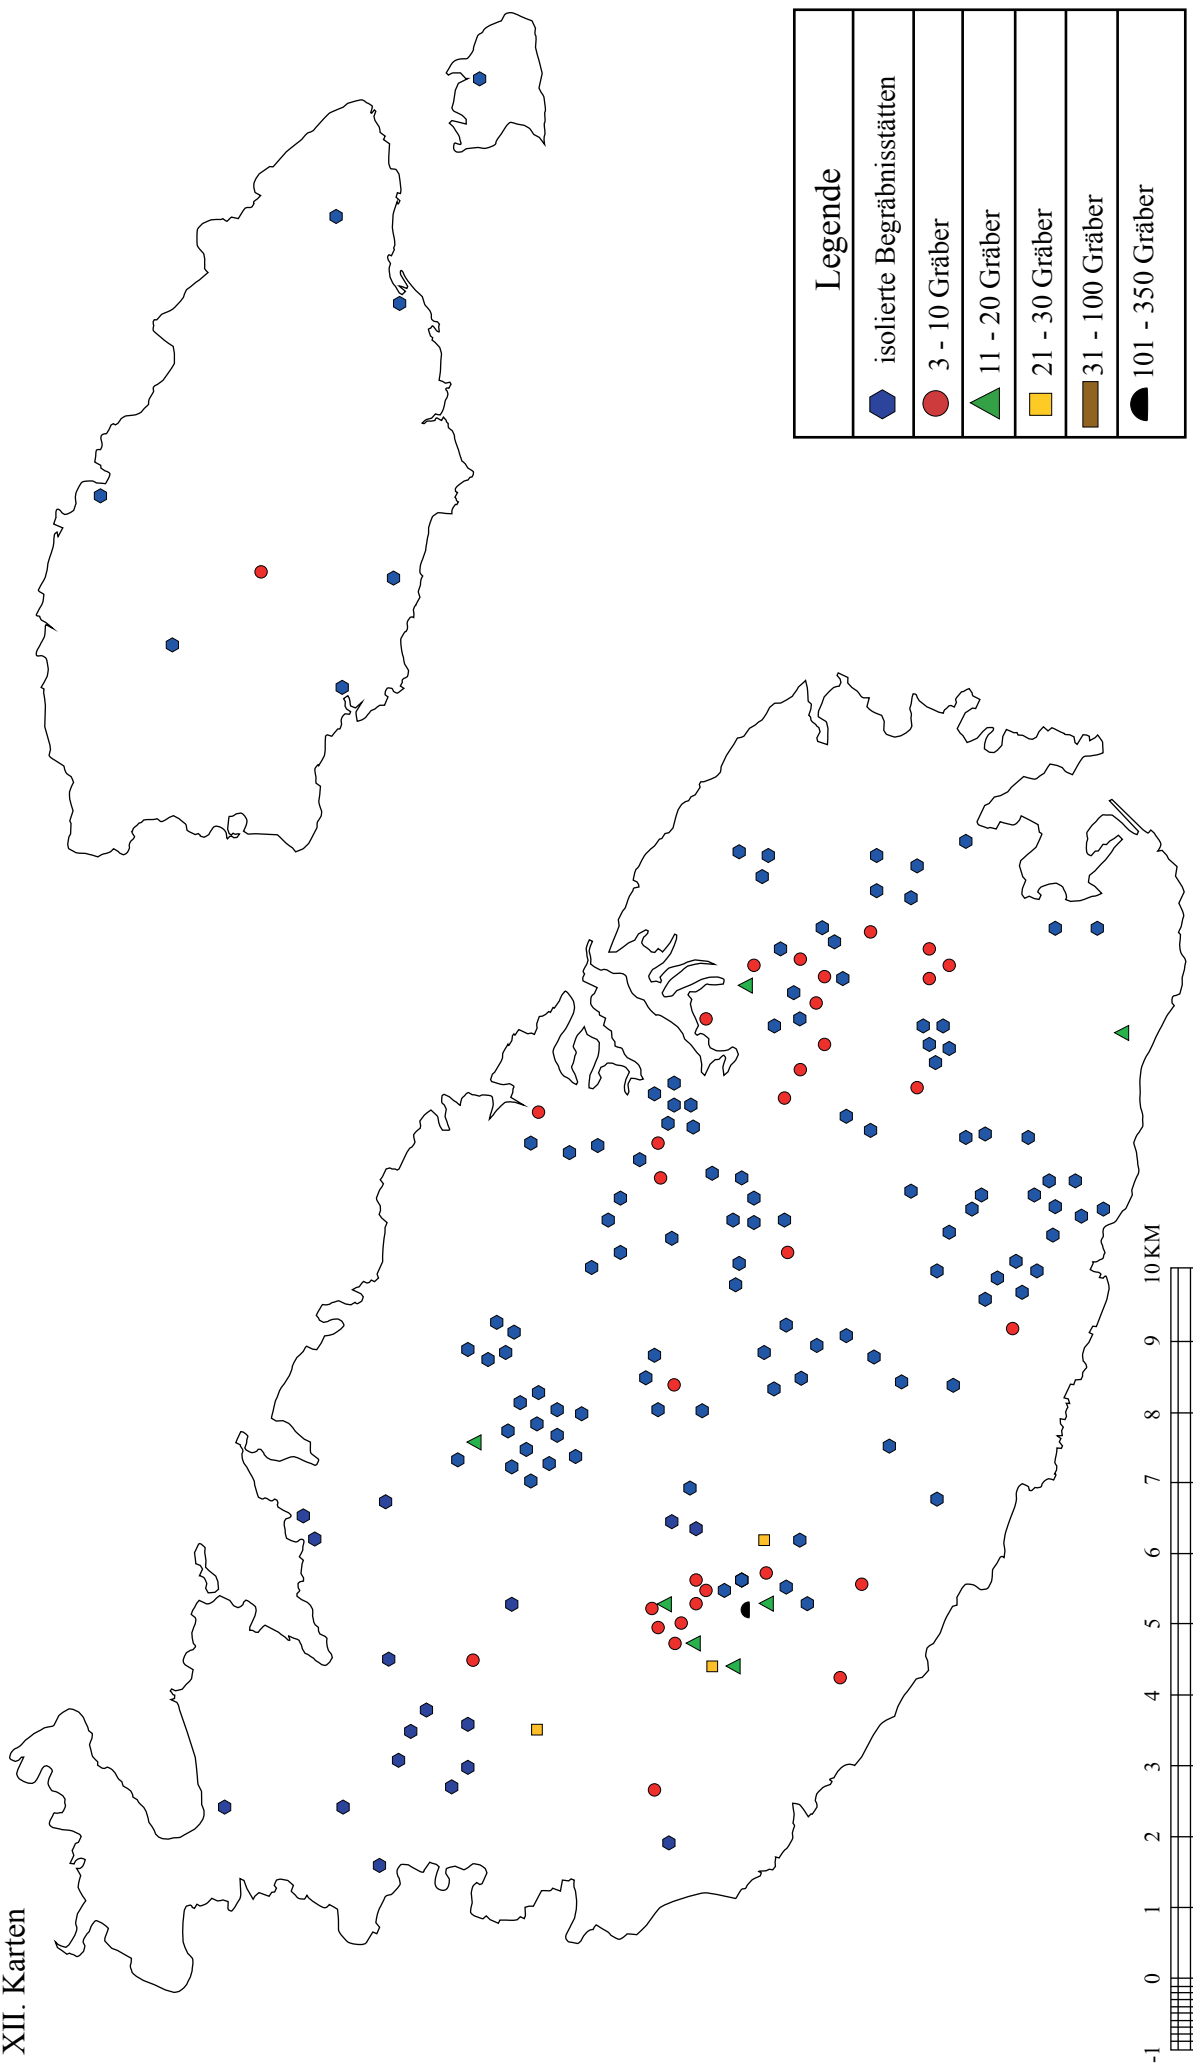 XII. Karten
Legende
isolierte Begräbnisstätten
3 - 10 Gräber
11 - 20 Gräber
21 - 30 Gräber
31 - 100 Gräber
101 - 350 Gräber
-1 0 1 2 3 4 5 6 7 8 9 10 KM